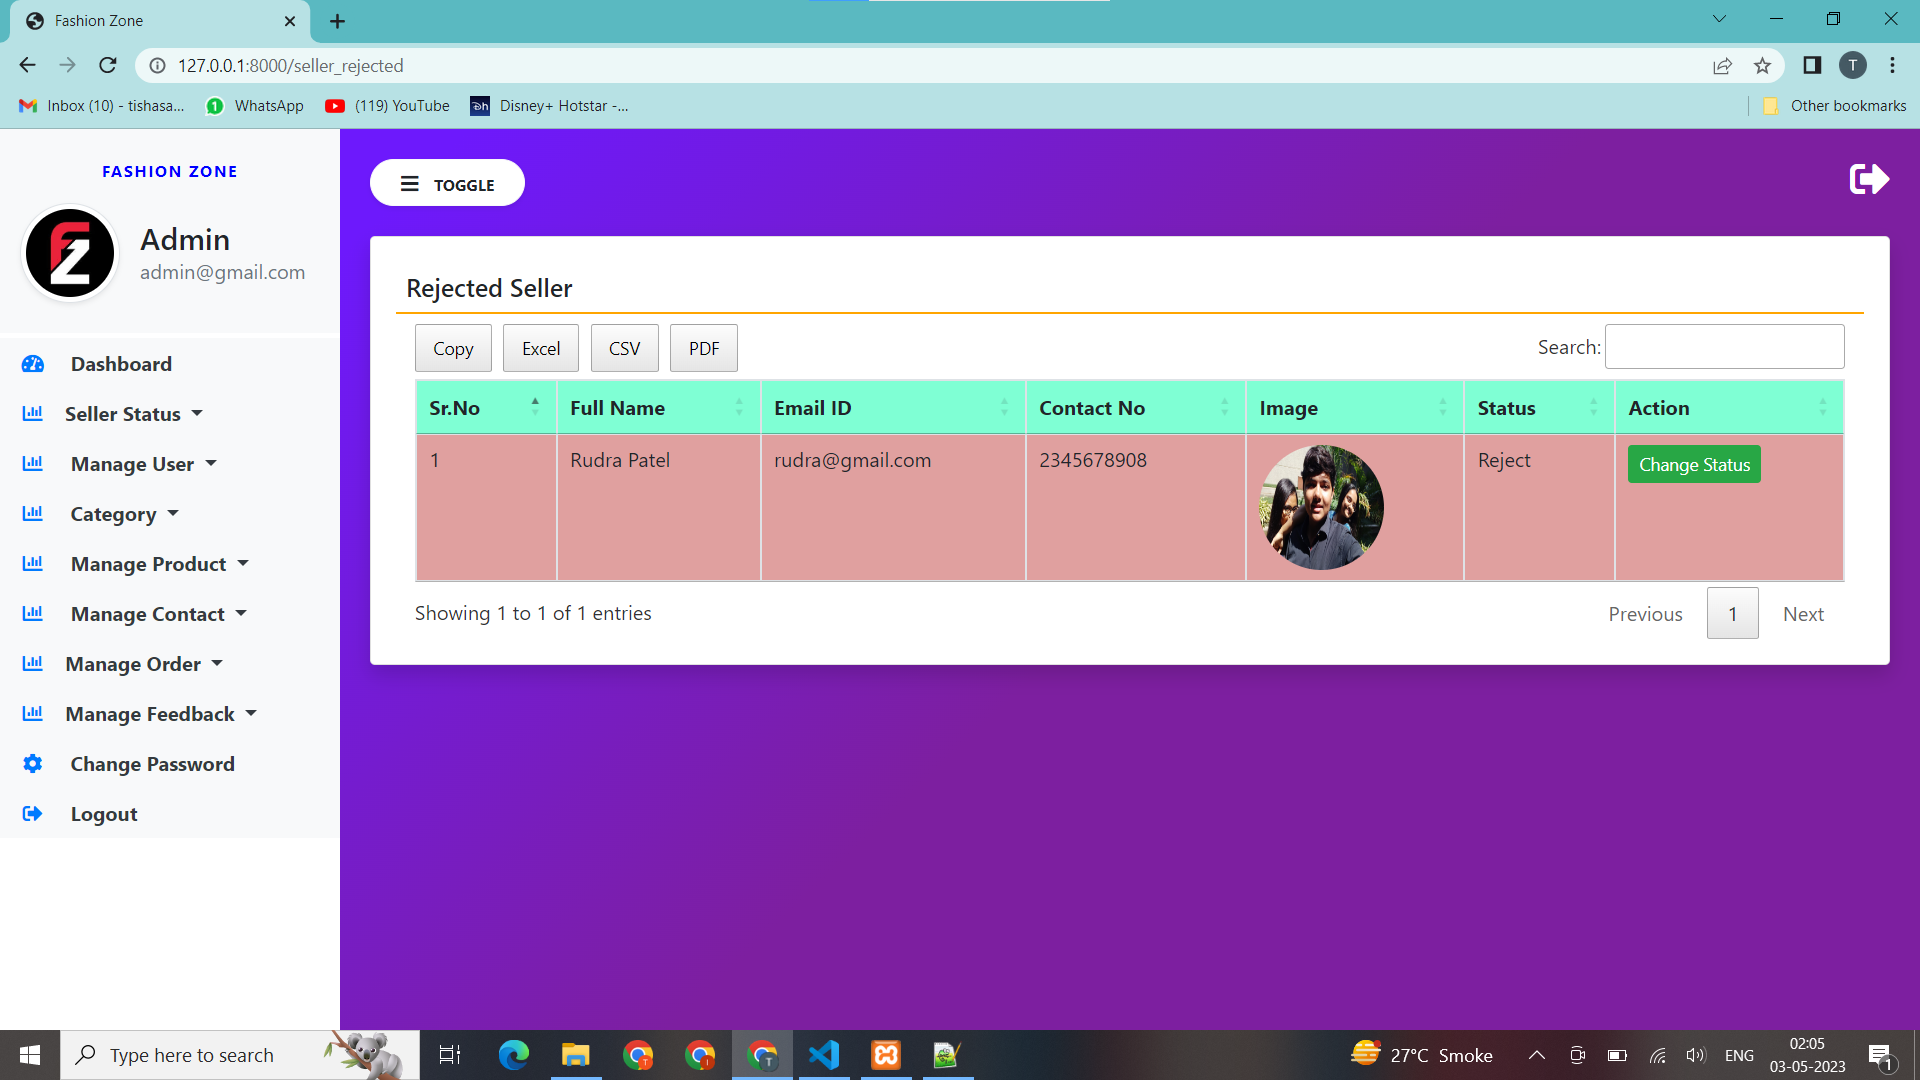 Fashion Zone
127.0.0.1:8000/seller_rejected
T
Inbox (10) - tishasa...
1 WhatsApp
(119) YouTube
Disney+ Hotstar -...
Other bookmarks
FASHION ZONE
FZ
Admin
admin@gmail.com
Dashboard
Seller Status
Manage User
Category
Manage Product
Manage Contact
Manage Order
Manage Feedback
Change Password
Logout
TOGGLE
Rejected Seller
Copy Excel CSV PDF Search:
Sr.No Full Name Email ID Contact No Image Status Action
1 Rudra Patel rudra@gmail.com 2345678908 Reject Change Status
Showing 1 to 1 of 1 entries Previous 1 Next
Type here to search
27°C Smoke
ENG
02:05
03-05-2023
1